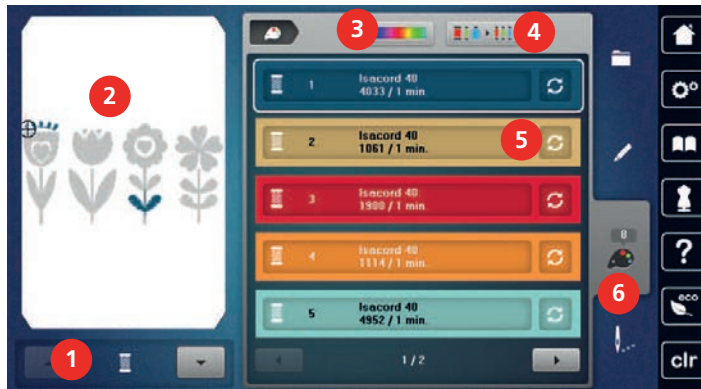 3
4
2
1
Isacord 40
4033 / 1 min.
2
Isacord 40
1061 / 1 min.
5
3
Isacord 40
1980 / 1 min.
0
4
Isacord 40
1114 / 1 min.
?
6
eco
5
Isacord 40
4952 / 1 min.
1
1/2
clr